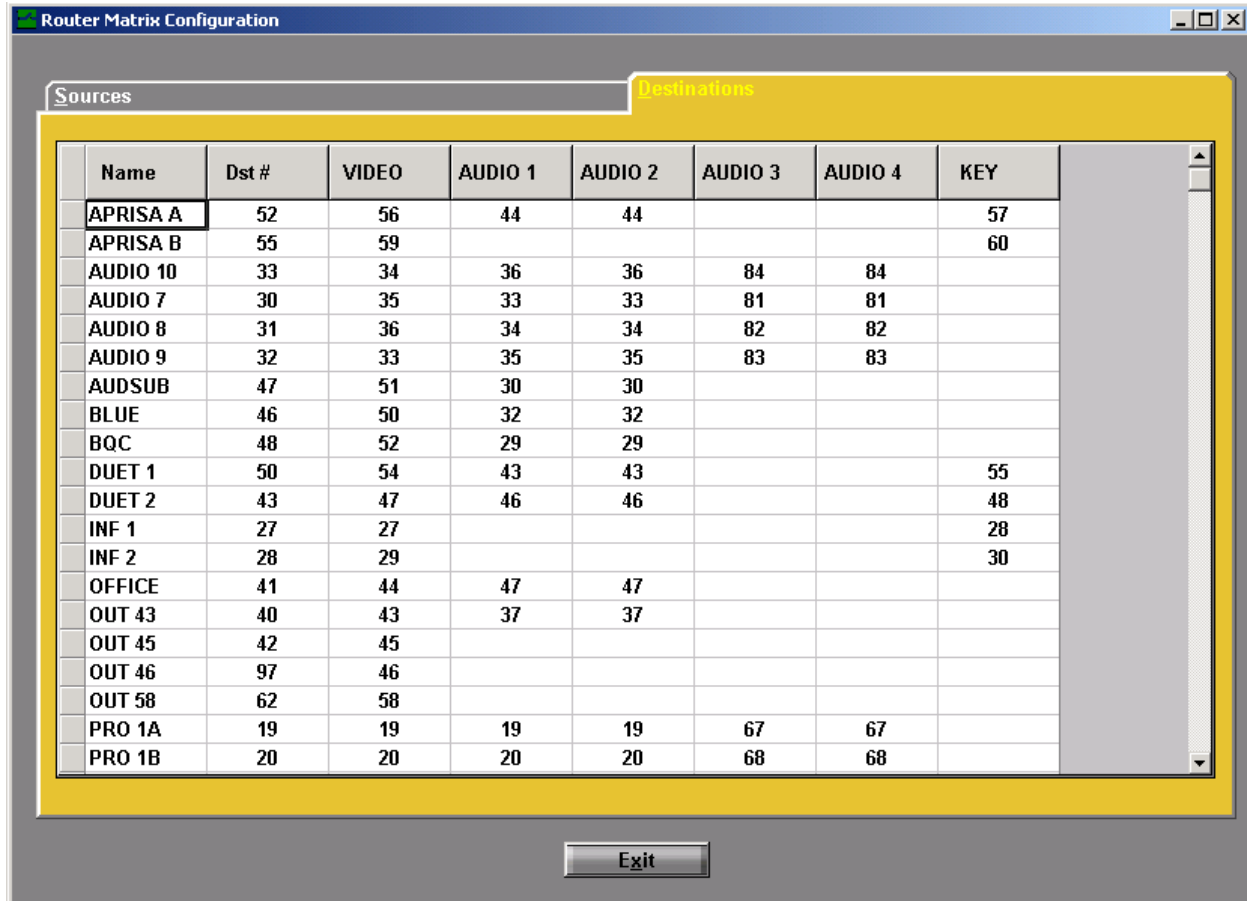 Router Matrix Configuration
Sources
Destinations
Name Dst # VIDEO AUDIO 1 AUDIO 2 AUDIO 3 AUDIO 4 KEY
APRISA A 52 56 44 44 57
APRISA B 55 59 60
AUDIO 10 33 34 36 36 84 84
AUDIO 7 30 35 33 33 81 81
AUDIO 8 31 36 34 34 82 82
AUDIO 9 32 33 35 35 83 83
AUDSUB 47 51 30 30
BLUE 46 50 32 32
BQC 48 52 29 29
DUET 1 50 54 43 43 55
DUET 2 43 47 46 46 48
INF 1 27 27 28
INF 2 28 29 30
OFFICE 41 44 47 47
OUT 43 40 43 37 37
OUT 45 42 45
OUT 46 97 46
OUT 58 62 58
PRO 1A 19 19 19 19 67 67
PRO 1B 20 20 20 20 68 68
Exit